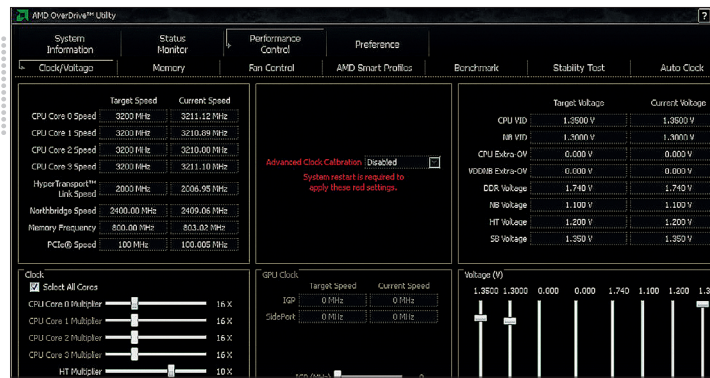 AMD OverDrive™ Utility
?
System Information
Status Monitor
Performance Control
Preference
Clock/Voltage
Memory
Fan Control
AMD Smart Profiles
Benchmark
Stability Test
Auto Clock
Target Speed Current Speed
CPU Core 0 Speed 3200 MHz 3211.12 MHz
CPU Core 1 Speed 3200 MHz 3210.89 MHz
CPU Core 2 Speed 3200 MHz 3210.00 MHz
CPU Core 3 Speed 3200 MHz 3211.10 MHz
HyperTransport™
Link Speed 2000 MHz 2006.95 MHz
Northbridge Speed 2400.00 MHz 2409.06 MHz
Memory Frequency 800.00 MHz 803.02 MHz
PCIe® Speed 100 MHz 100.005 MHz
Advanced Clock Calibration Disabled
System restart is required to
apply these red settings.
Target Voltage Current Voltage
CPU VID 1.3500 V 1.3500 V
NB VID 1.3000 V 1.3000 V
CPU Extra-OV 0.000 V 0.000 V
VDDNB Extra-OV 0.000 V 0.000 V
DDR Voltage 1.740 V 1.740 V
NB Voltage 1.100 V 1.100 V
HT Voltage 1.200 V 1.200 V
SB Voltage 1.350 V 1.350 V
Clock
Select All Cores
CPU Core 0 Multiplier 16 X
CPU Core 1 Multiplier 16 X
CPU Core 2 Multiplier 16 X
CPU Core 3 Multiplier 16 X
HT Multiplier 10 X
GPU Clock
Target Speed Current Speed
IGP 0 MHz 0 MHz
SidePort 0 MHz 0 MHz
Voltage (V)
1.3500 1.3000 0.000 0.000 1.740 1.100 1.200 1.3